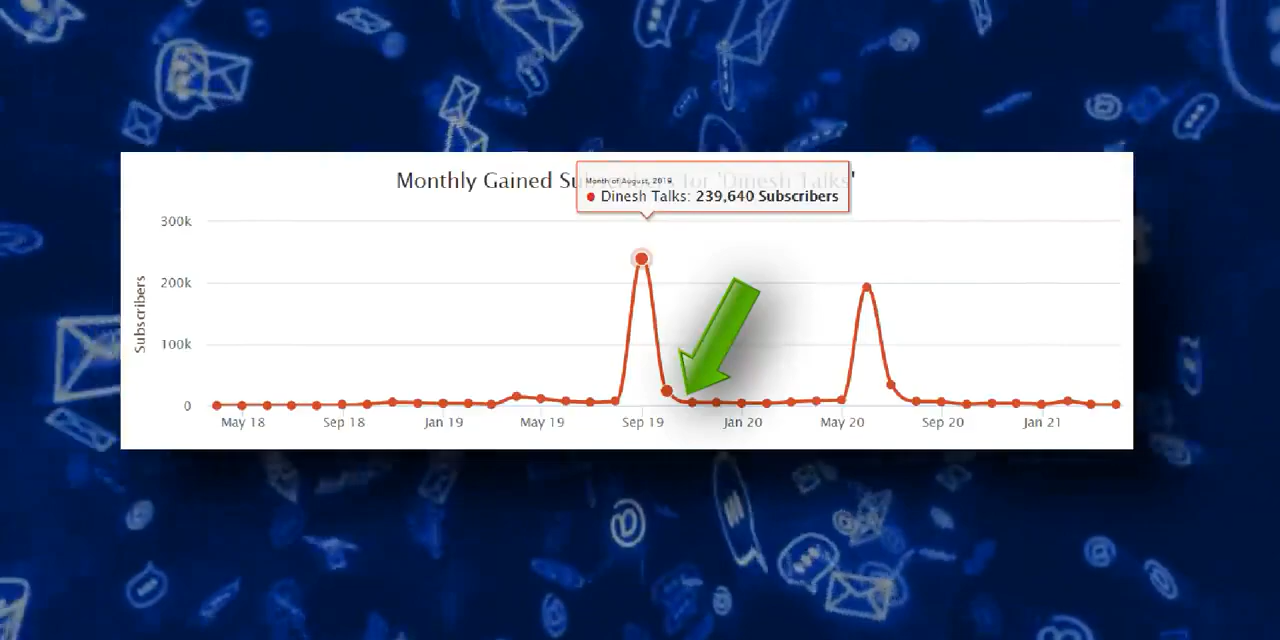 Monthly Gained Subscribers for 'Dinesh Talks'
Month of August, 2019
● Dinesh Talks: 239,640 Subscribers
Subscribers
300k
200k
100k
0
May 18 Sep 18 Jan 19 May 19 Sep 19 Jan 20 May 20 Sep 20 Jan 21